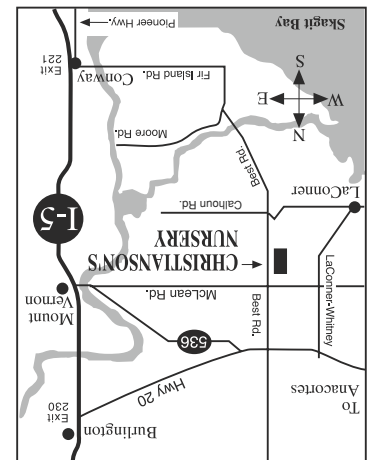 To
Anacortes
Burlington
Exit
230
Hwy 20
536
Best Rd.
LaConner-Whitney
Mount
Vernon
McLean Rd.
CHRISTIANSON'S
NURSERY
I-5
Calhoun Rd.
LaConner
Best Rd.
Moore Rd.
N
W
E
S
Fir Island Rd.
Conway
Exit
221
Pioneer Hwy.
Skagit Bay